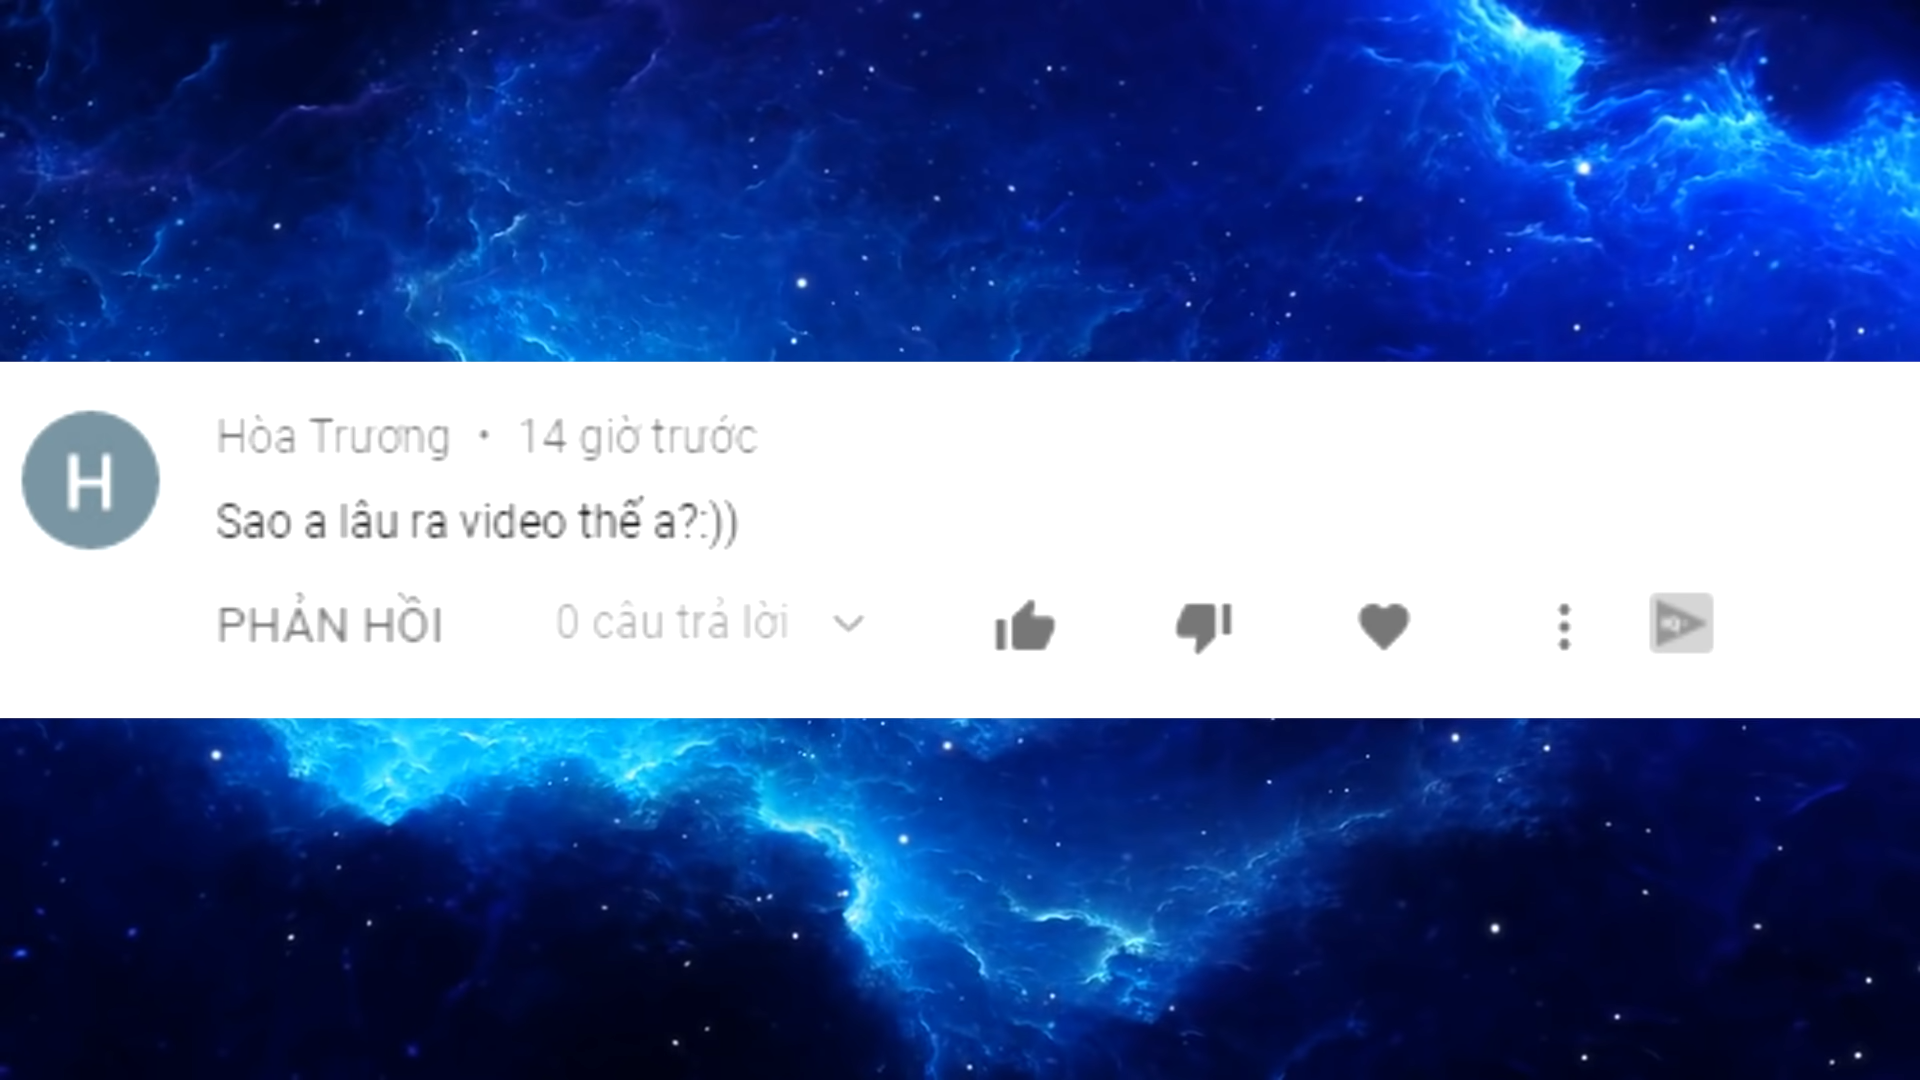 H
Hòa Trương • 14 giờ trước
Sao a lâu ra video thế a?:))
PHẢN HỒI 0 câu trả lời